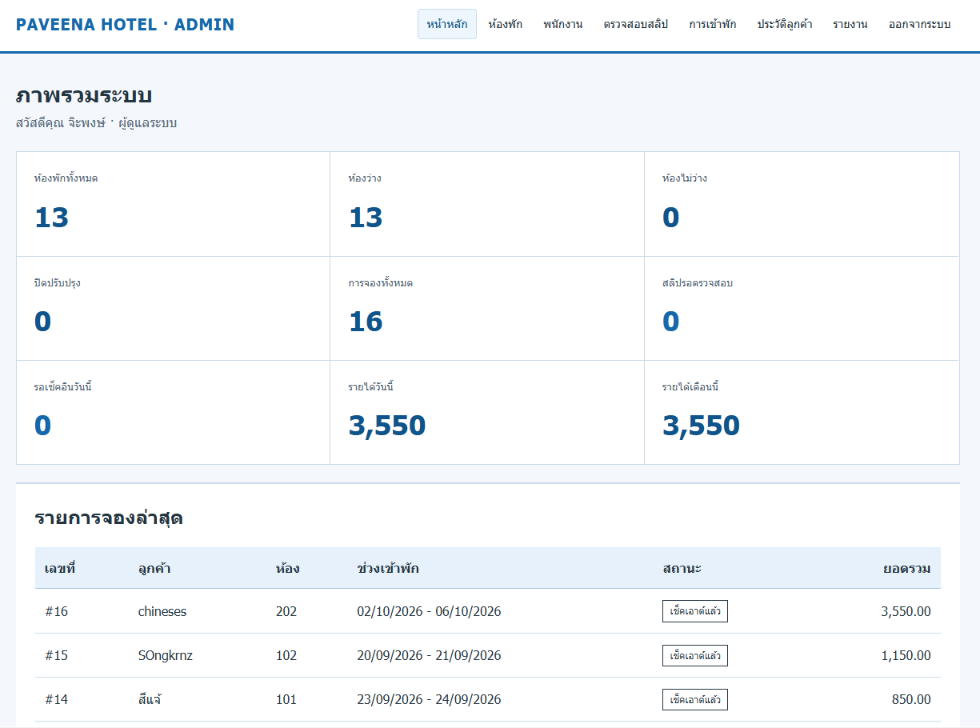 PAVEENA HOTEL · ADMIN
หน้าหลัก ห้องพัก พนักงาน ตรวจสอบสลิป การเข้าพัก ประวัติลูกค้า รายงาน ออกจากระบบ
ภาพรวมระบบ
สวัสดีคุณ จิะพงษ์ · ผู้ดูแลระบบ
ห้องพักทั้งหมด ห้องว่าง ห้องไม่ว่าง
13 13 0
ปิดปรับปรุง การจองทั้งหมด สลิปรอตรวจสอบ
0 16 0
รอเช็คอินวันนี้ รายได้วันนี้ รายได้เดือนนี้
0 3,550 3,550
รายการจองล่าสุด
เลขที่ ลูกค้า ห้อง ช่วงเข้าพัก สถานะ ยอดรวม
#16 chineses 202 02/10/2026 - 06/10/2026 เช็คเอาต์แล้ว 3,550.00
#15 SOngkrnz 102 20/09/2026 - 21/09/2026 เช็คเอาต์แล้ว 1,150.00
#14 สีแจ้ 101 23/09/2026 - 24/09/2026 เช็คเอาต์แล้ว 850.00